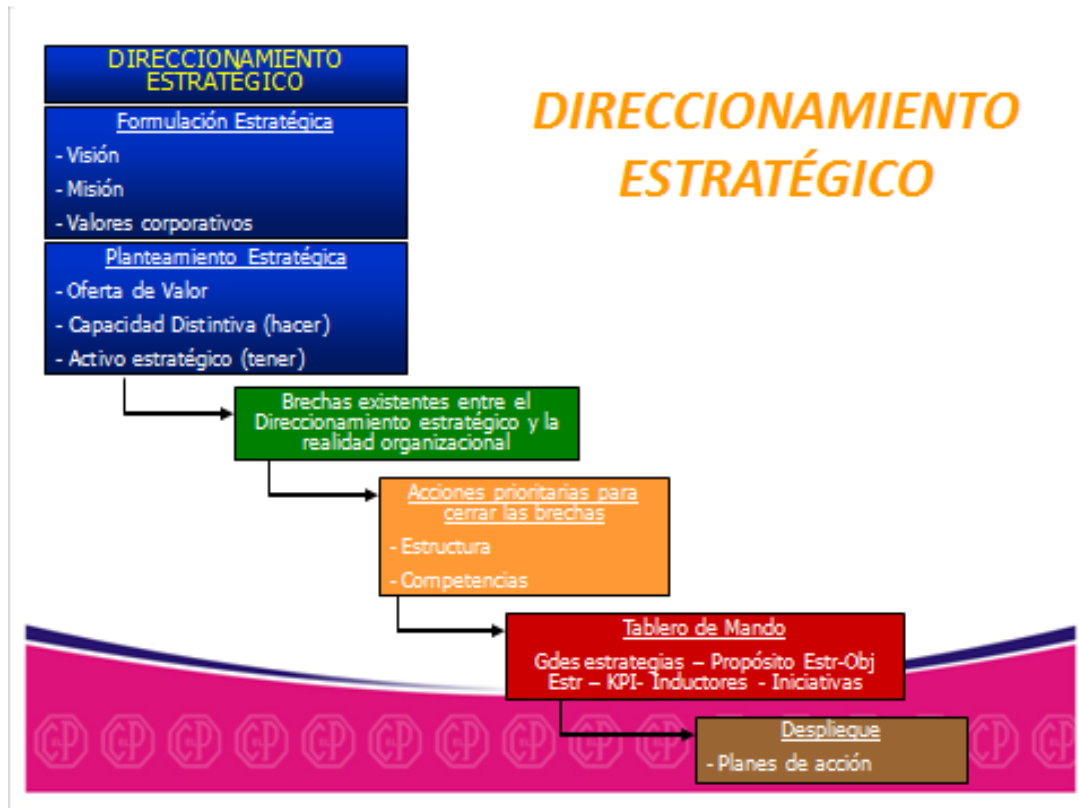 DIRECCIONAMIENTO
ESTRATÉGICO
DIRECCIONAMIENTO
ESTRATÉGICO
Formulación Estratégica
- Visión
- Misión
- Valores corporativos
Planteamiento Estratégica
- Oferta de Valor
- Capacidad Distintiva (hacer)
- Activo estratégico (tener)
Brechas existentes entre el
Direccionamiento estratégico y la
realidad organizacional
Acciones prioritarias para
cerrar las brechas
- Estructura
- Competencias
Tablero de Mando
Gdes estrategias – Propósito Estr-Obj
Estr – KPI- Inductores - Iniciativas
Despliegue
- Planes de acción